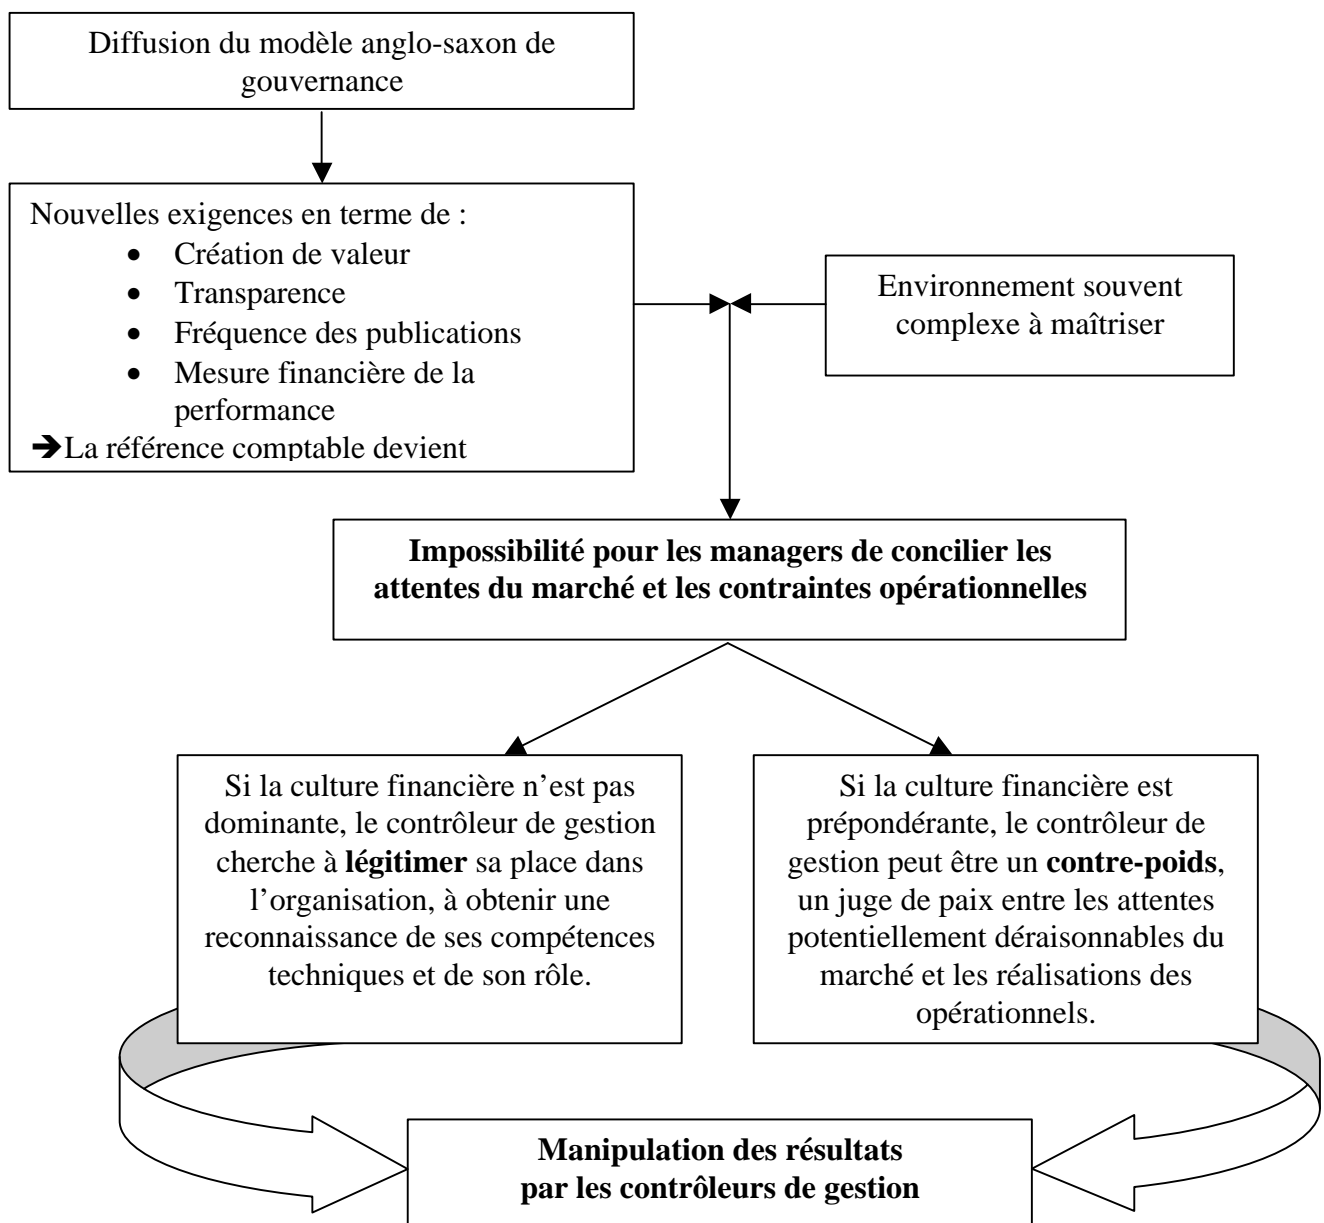 Diffusion du modèle anglo-saxon de
gouvernance
Nouvelles exigences en terme de :
• Création de valeur
• Transparence
• Fréquence des publications
• Mesure financière de la
performance
➔La référence comptable devient
Environnement souvent
complexe à maîtriser
Impossibilité pour les managers de concilier les
attentes du marché et les contraintes opérationnelles
Si la culture financière n’est pas
dominante, le contrôleur de gestion
cherche à légitimer sa place dans
l’organisation, à obtenir une
reconnaissance de ses compétences
techniques et de son rôle.
Si la culture financière est
prépondérante, le contrôleur de
gestion peut être un contre-poids,
un juge de paix entre les attentes
potentiellement déraisonnables du
marché et les réalisations des
opérationnels.
Manipulation des résultats
par les contrôleurs de gestion